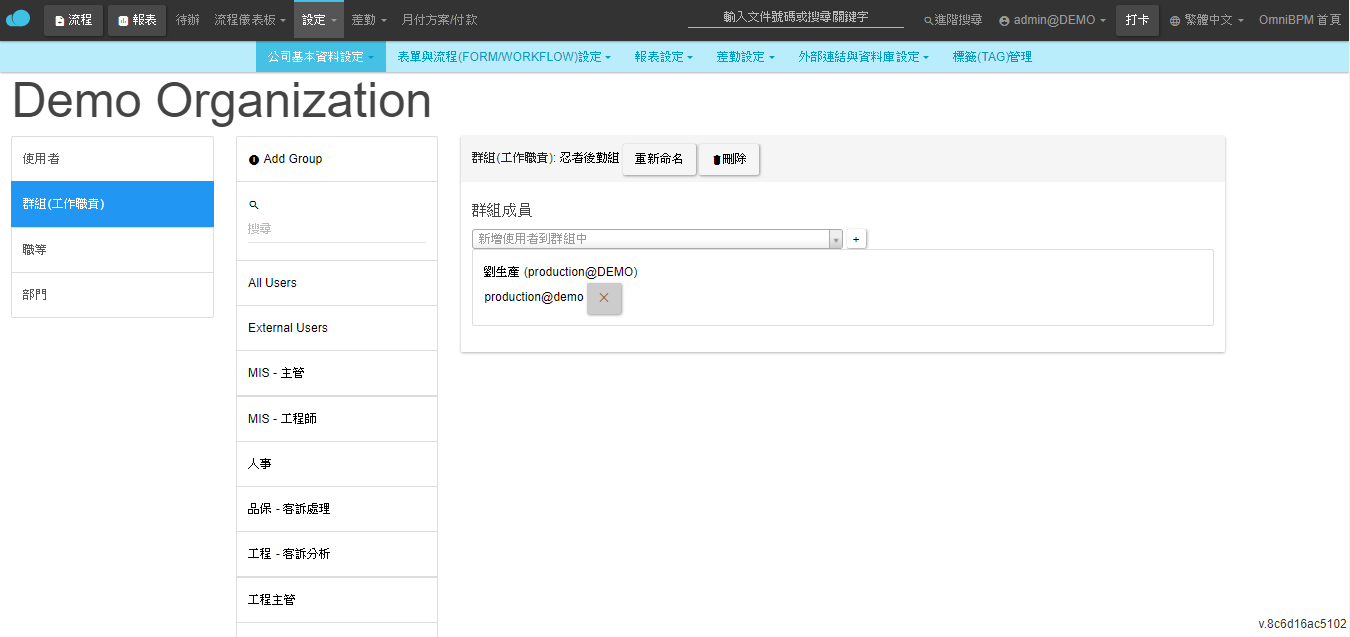 流程 報表 待辦 流程儀表板 設定 差勤 月付方案/付款 輸入文件號碼或搜尋關鍵字 進階搜尋 admin@DEMO 打卡 繁體中文 OmniBPM 首頁
公司基本資料設定 表單與流程(FORM/WORKFLOW)設定 報表設定 差勤設定 外部連結與資料庫設定 標籤(TAG)管理
Demo Organization
使用者
群組(工作職責)
職等
部門
Add Group
搜尋
All Users
External Users
MIS - 主管
MIS - 工程師
人事
品保 - 客訴處理
工程 - 客訴分析
工程主管
群組(工作職責): 忍者後勤組 重新命名 刪除
群組成員
新增使用者到群組中 +
劉生產 (production@DEMO)
production@demo
v.8c6d16ac5102